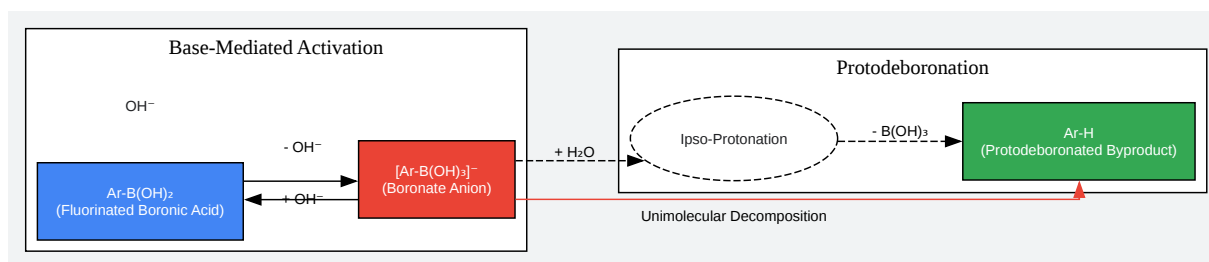 Base-Mediated Activation
OH⁻
- OH⁻
+ OH⁻
Ar-B(OH)₂
(Fluorinated Boronic Acid)
[Ar-B(OH)₃]⁻
(Boronate Anion)
+ H₂O
Protodeboronation
Ipso-Protonation
- B(OH)₃
Ar-H
(Protodeboronated Byproduct)
Unimolecular Decomposition